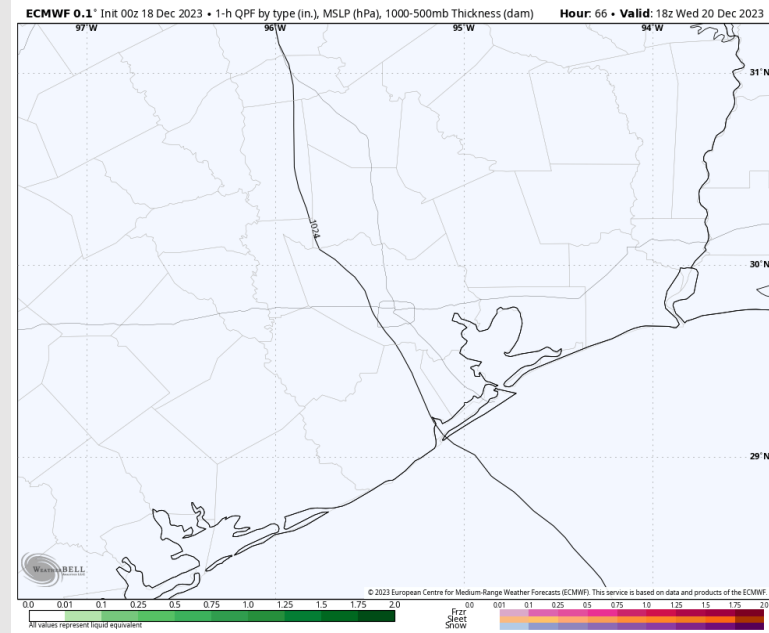 ECMWF 0.1° Init 00z 18 Dec 2023 • 1-h QPF by type (in.), MSLP (hPa), 1000-500mb Thickness (dam) Hour: 66 • Valid: 18z Wed 20 Dec 2023
97°W 96°W 95°W 94°W
31°N
1024
30°N
29°N
WEATHERBELL
© 2023 European Centre for Medium-Range Weather Forecasts (ECMWF). This service is based on data and products of the ECMWF.
0.0 0.01 0.1 0.25 0.5 0.75 1.0 1.25 1.5 1.75 2.0
All values represent liquid equivalent
0.0 0.01 0.1 0.25 0.5 0.75 1.0 1.25 1.5 1.75 2.0
Frzr
Sleet
Snow